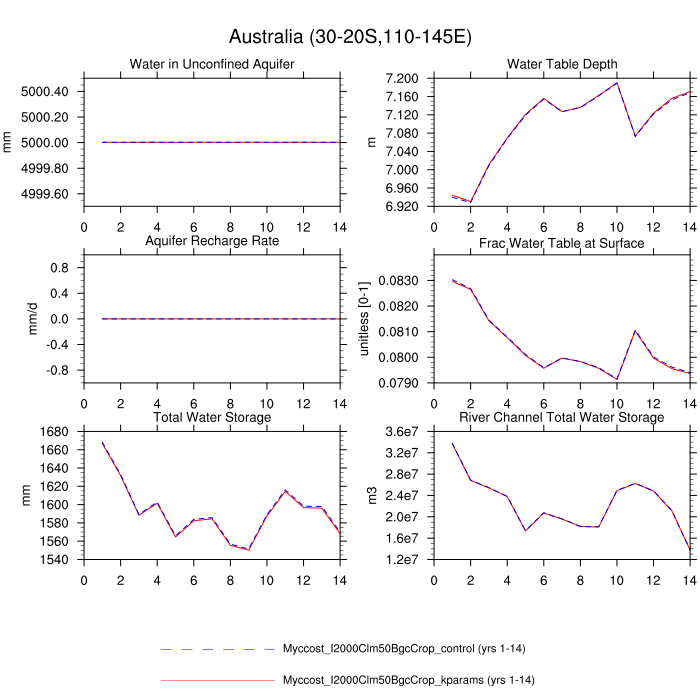 Australia (30-20S,110-145E)
Water in Unconfined Aquifer
5000.40
5000.20
5000.00
4999.80
4999.60
mm
0 2 4 6 8 10 12 14
Water Table Depth
7.200
7.160
7.120
7.080
7.040
7.000
6.960
6.920
m
0 2 4 6 8 10 12 14
Aquifer Recharge Rate
0.8
0.4
0.0
-0.4
-0.8
mm/d
0 2 4 6 8 10 12 14
Frac Water Table at Surface
0.0830
0.0820
0.0810
0.0800
0.0790
unitless [0-1]
0 2 4 6 8 10 12 14
Total Water Storage
1680
1660
1640
1620
1600
1580
1560
1540
mm
0 2 4 6 8 10 12 14
River Channel Total Water Storage
3.6e7
3.2e7
2.8e7
2.4e7
2.0e7
1.6e7
1.2e7
m3
0 2 4 6 8 10 12 14
Myccost_I2000Clm50BgcCrop_control (yrs 1-14)
Myccost_I2000Clm50BgcCrop_kparams (yrs 1-14)